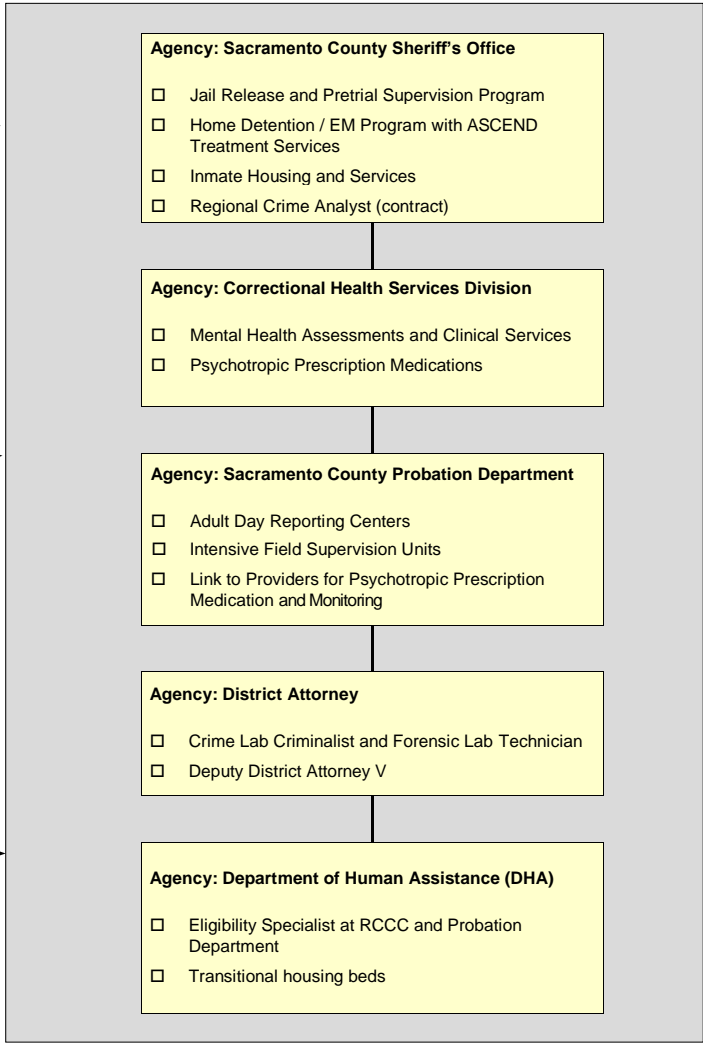 Agency: Sacramento County Sheriff's Office
☐ Jail Release and Pretrial Supervision Program
☐ Home Detention / EM Program with ASCEND
Treatment Services
☐ Inmate Housing and Services
☐ Regional Crime Analyst (contract)
Agency: Correctional Health Services Division
☐ Mental Health Assessments and Clinical Services
☐ Psychotropic Prescription Medications
Agency: Sacramento County Probation Department
☐ Adult Day Reporting Centers
☐ Intensive Field Supervision Units
☐ Link to Providers for Psychotropic Prescription
Medication and Monitoring
Agency: District Attorney
☐ Crime Lab Criminalist and Forensic Lab Technician
☐ Deputy District Attorney V
Agency: Department of Human Assistance (DHA)
☐ Eligibility Specialist at RCCC and Probation
Department
☐ Transitional housing beds